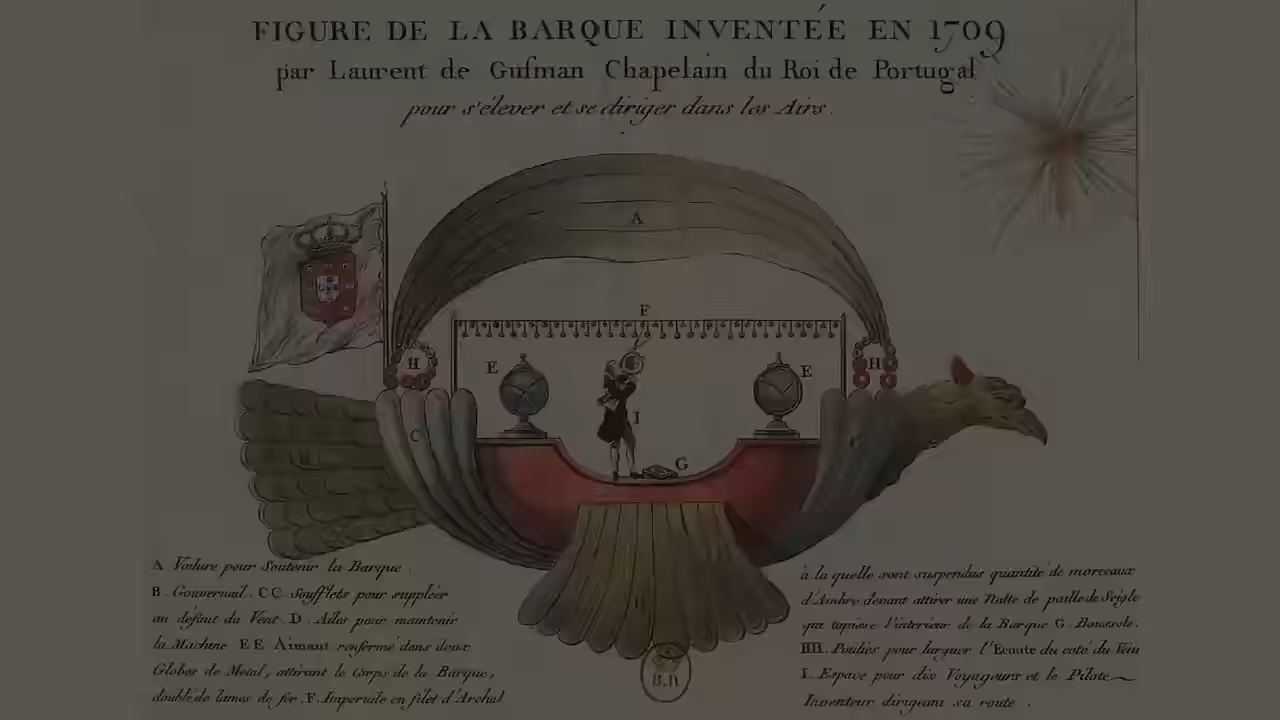 FIGURE DE LA BARQUE INVENTÉE EN 1709
par Laurent de Gusman Chapelain du Roi de Portugal
pour s'élever et se diriger dans les Airs.
A
F
H
H
E
E
C
I
G
A Voilure pour Soutenir la Barque.
B. Gouvernail. CC Soufflets pour suppléer
au défaut du Vent. D. Ailes pour maintenir
la Machine EE Aimant renfermé dans deux
Globes de Metal, attirant le Corps de la Barque,
doublé de lames de fér. F. Imperiale en filet d'Archal
à la quelle sont suspendus quantité de morceaux
d'Ambre devant attirer une Natte de paille de Seigle
qui tapisse l'interieur de la Barque G. Boussole.
HH. Poulies pour larguer l'Ecoute du coté du Ven
I. Espace pour dix Voyageurs et le Pilote
Inventeur dirigeant sa route.